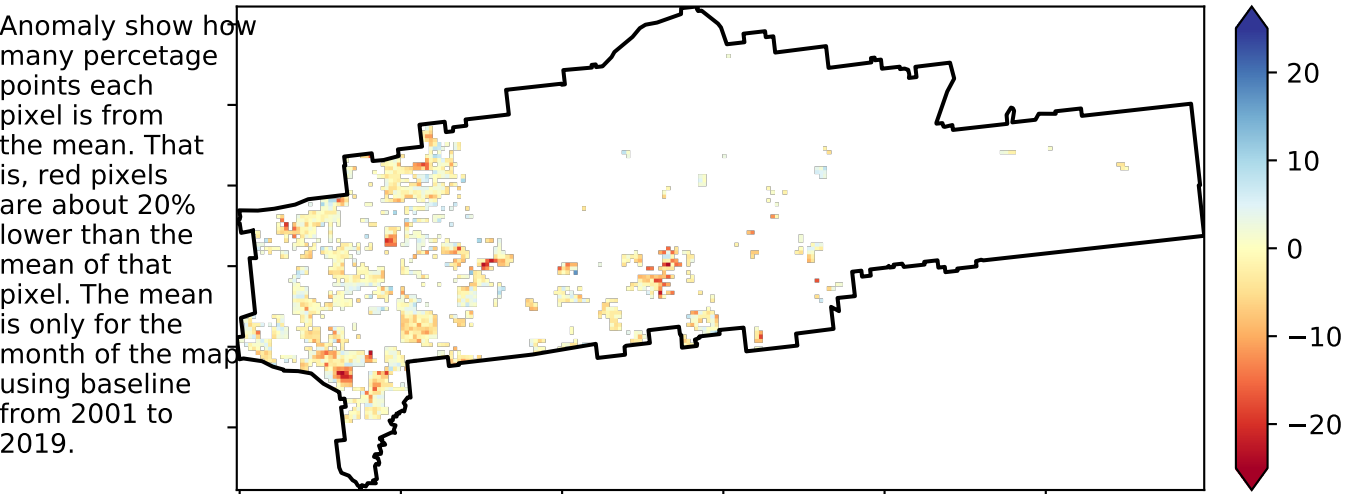 Anomaly show how
many percetage
points each
pixel is from
the mean. That
is, red pixels
are about 20%
lower than the
mean of that
pixel. The mean
is only for the
month of the map
using baseline
from 2001 to
2019.
20
10
0
−10
−20